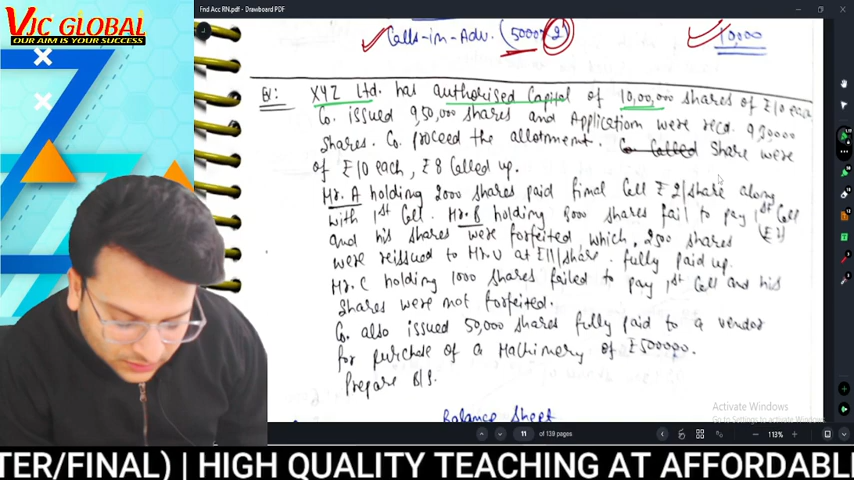 VJC GLOBAL
OUR AIM IS YOUR SUCCESS
Fnd Acc RN.pdf - Drawboard PDF
Calls-in-Adv. (5000×2) 10,000
Q: XYZ Ltd. has authorised Capital of 10,00,000 shares of ₹10 each
Co. issued 9,50,000 shares and Application were recd. 9,30000
shares. Co. proceed the allotment. Co. Called Share were
of ₹10 each, ₹8 Called up.
Mr. A holding 2000 shares paid final Call ₹2/share along
with 1st Call. Mr. B holding 8000 shares fail to pay 1st Call
and his shares were forfeited which, 2500 shares (₹2)
were reissued to Mr. U at ₹11/share. fully paid up.
Mr. C holding 1000 shares failed to pay 1st Call and his
Shares were not forfeited.
Co. also issued 50,000 shares fully paid to a vendor
for purchase of a Machinery of ₹500000.
Prepare B/S.
Balance Sheet
Activate Windows
Go to Settings to activate Windows.
11 of 139 pages
113%
TER/FINAL) | HIGH QUALITY TEACHING AT AFFORDABL